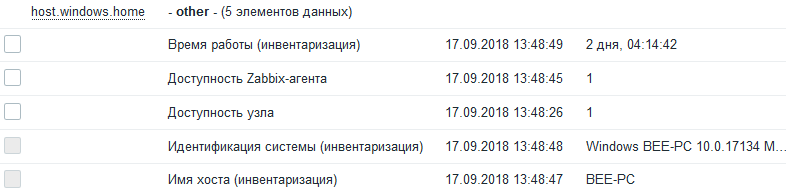 host.windows.home - other - (5 элементов данных)
Время работы (инвентаризация) 17.09.2018 13:48:49 2 дня, 04:14:42
Доступность Zabbix-агента 17.09.2018 13:48:45 1
Доступность узла 17.09.2018 13:48:26 1
Идентификация системы (инвентаризация) 17.09.2018 13:48:48 Windows BEE-PC 10.0.17134 M...
Имя хоста (инвентаризация) 17.09.2018 13:48:47 BEE-PC